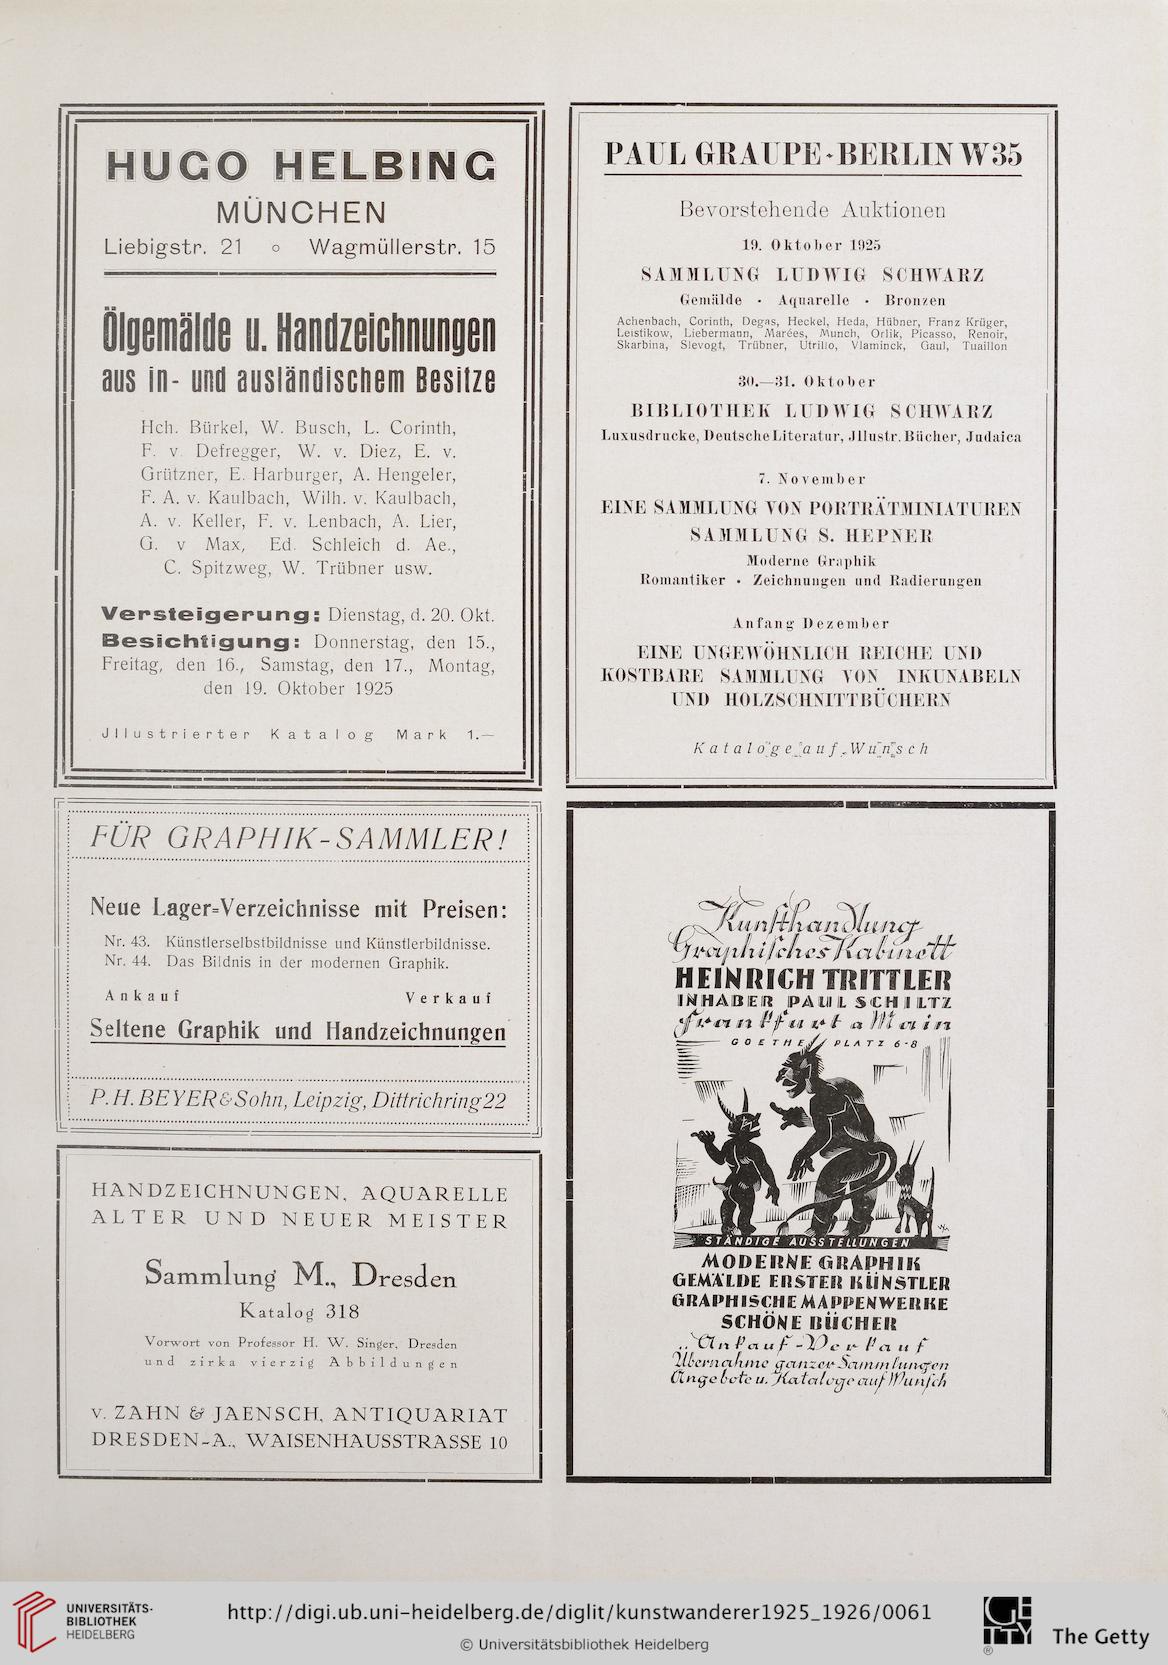 HUGO HELBING
MÜNCHEN
Liebigstr. 21 o Wagmüllerstr. 15
Ölgemälde u. Handzeichnungen
aus in- und ausländischem Besitze
Hch. Bürkel, W. Busch, L. Corinth,
F. v. Defregger, W. v. Diez, E. v.
Grützner, E. Harburger, A. Hengeler,
F. A. v. Kaulbach, Wilh. v. Kaulbach,
A. v. Keller, F. v. Lenbach, A. Lier,
G. v Max, Ed. Schleich d. Ae.,
C. Spitzweg, W. Trübner usw.
Versteigerung: Dienstag, d. 20. Okt.
Besichtigung: Donnerstag, den 15.,
Freitag, den 16., Samstag, den 17., Montag,
den 19. Oktober 1925
Jllustrierter Katalog Mark 1.—
PAUL GRAUPE · BERLIN W35
Bevorstehende Auktionen
19. Oktober 1925
SAMMLUNG LUDWIG SCHWARZ
Gemälde · Aquarelle · Bronzen
Achenbach, Corinth, Degas, Heckel, Heda, Hübner, Franz Krüger,
Leistikow, Liebermann, Marées, Munch, Orlik, Picasso, Renoir,
Skarbina, Slevogt, Trübner, Utrillo, Vlaminck, Gaul, Tuaillon
30.—31. Oktober
BIBLIOTHEK LUDWIG SCHWARZ
Luxusdrucke, Deutsche Literatur, Jllustr. Bücher, Judaica
7. November
EINE SAMMLUNG VON PORTRÄTMINIATUREN
SAMMLUNG S. HEPNER
Moderne Graphik
Romantiker · Zeichnungen und Radierungen
Anfang Dezember
EINE UNGEWÖHNLICH REICHE UND
KOSTBARE SAMMLUNG VON INKUNABELN
UND HOLZSCHNITTBÜCHERN
Kataloge auf Wunsch
FÜR GRAPHIK-SAMMLER!
Neue Lager=Verzeichnisse mit Preisen:
Nr. 43. Künstlerselbstbildnisse und Künstlerbildnisse.
Nr. 44. Das Bildnis in der modernen Graphik.
Ankauf Verkauf
Seltene Graphik und Handzeichnungen
P. H. BEYER & Sohn, Leipzig, Dittrichring 22
HANDZEICHNUNGEN, AQUARELLE
ALTER UND NEUER MEISTER
Sammlung M., Dresden
Katalog 318
Vorwort von Professor H. W. Singer, Dresden
und zirka vierzig Abbildungen
v. ZAHN & JAENSCH, ANTIQUARIAT
DRESDEN-A., WAISENHAUSSTRASSE 10
Kunsthandlung
Graphisches Kabinett
HEINRICH TRITTLER
INHABER PAUL SCHILTZ
Frankfurt a Main
GOETHEPLATZ 6-8
STÄNDIGE AUSSTELLUNGEN
MODERNE GRAPHIK
GEMÄLDE ERSTER KÜNSTLER
GRAPHISCHE MAPPENWERKE
SCHÖNE BÜCHER
Ankauf-Verkauf
Übernahme ganzer Sammlungen
Angebote u. Kataloge auf Wunsch
UNIVERSITÄTS-
BIBLIOTHEK
HEIDELBERG
http://digi.ub.uni-heidelberg.de/diglit/kunstwanderer1925_1926/0061
© Universitätsbibliothek Heidelberg
GETTY
The Getty